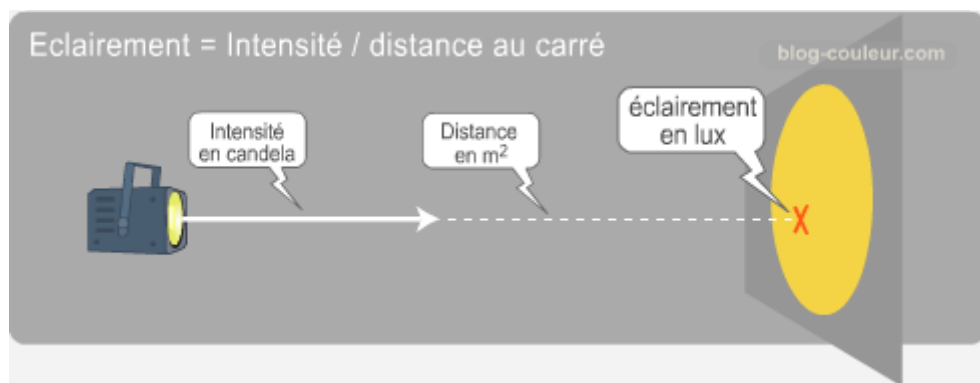 Eclairement = Intensité / distance au carré
blog-couleur.com
Intensité
en candela
Distance
en m²
éclairement
en lux
X